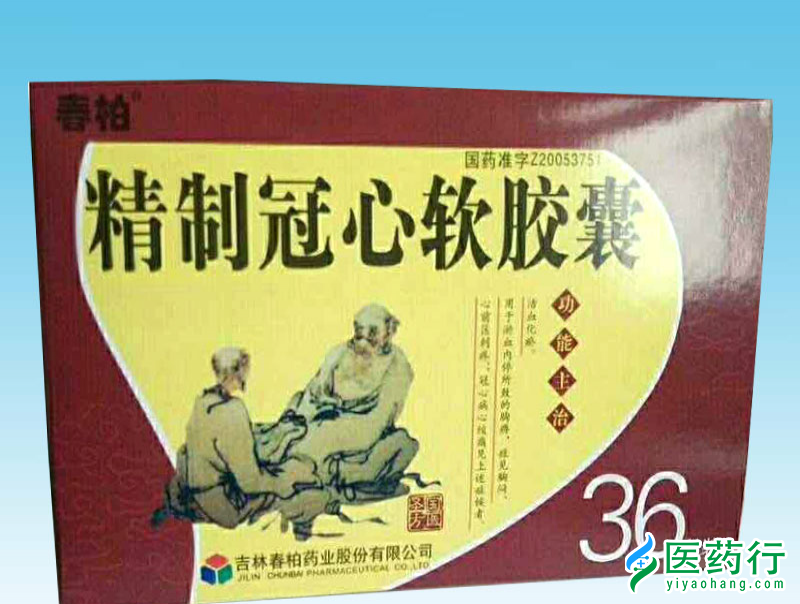 春柏®
国药准字Z20053751
精制冠心软胶囊
功能主治
活血化瘀。
用于瘀血内停所致的胸痹,症见胸闷、
心前区刺痛;冠心病心绞痛见上述证候者。
吉林春柏药业股份有限公司
JILIN CHUNBAI PHARMACEUTICAL CO.,LTD
36
医药行
yiyaohang.com